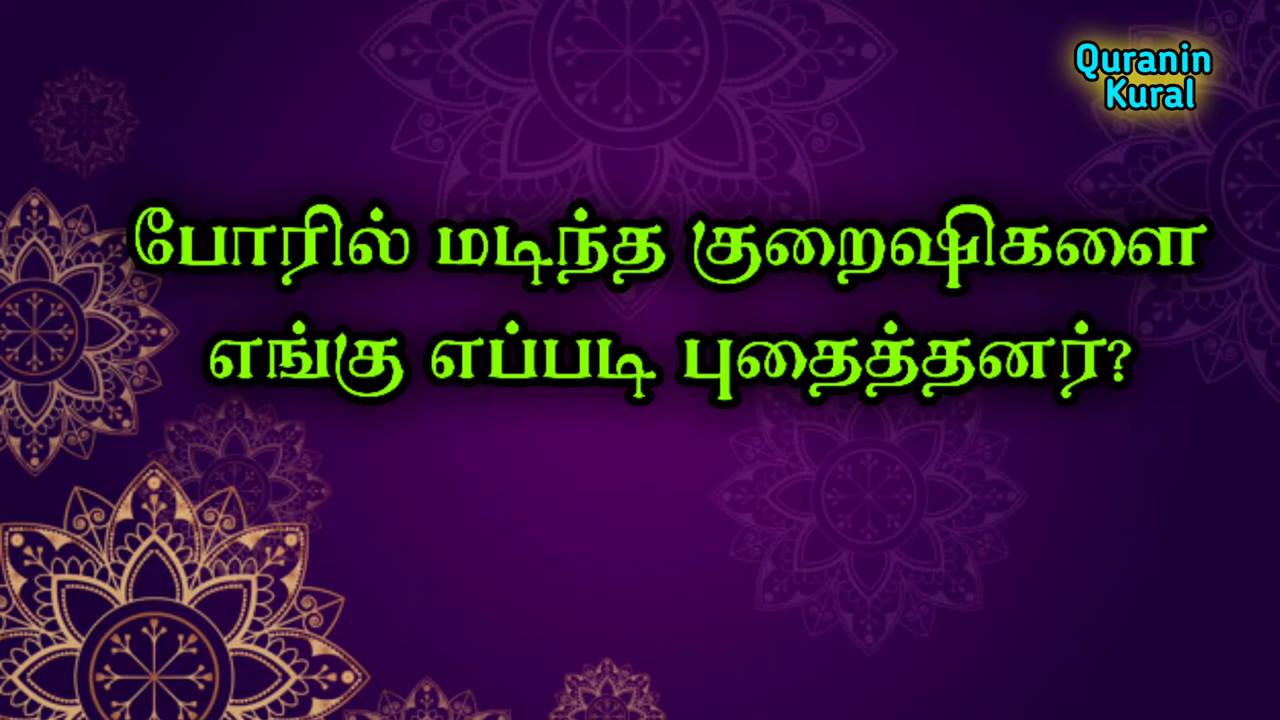 Quranin
Kural
போரில் மடிந்த குறைஷிகளை
எங்கு எப்படி புதைத்தனர்?